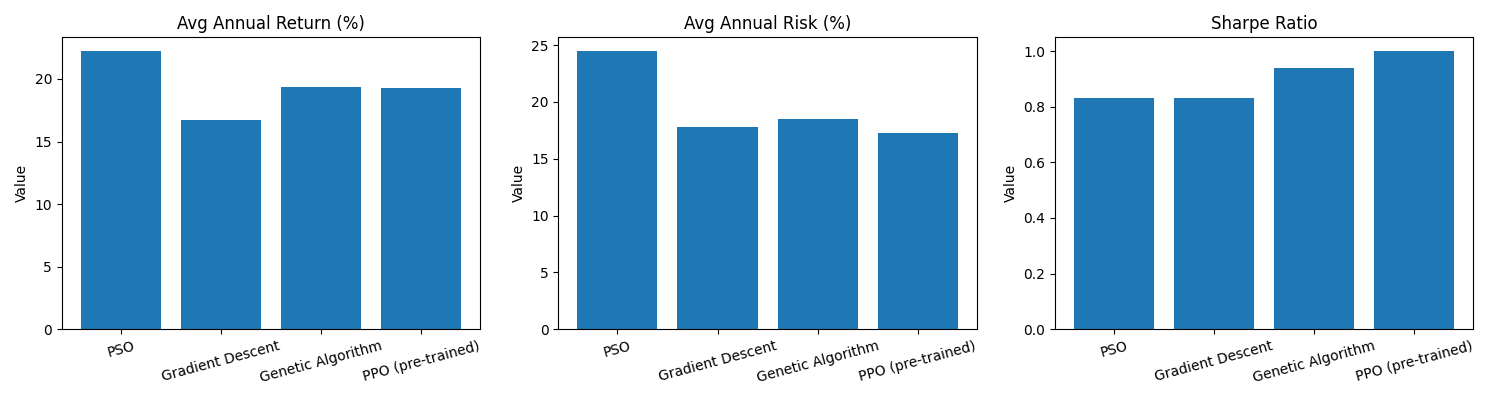 Avg Annual Return (%)
Value
20
15
10
5
0
PSO
Gradient Descent
Genetic Algorithm
PPO (pre-trained)
Avg Annual Risk (%)
Value
25
20
15
10
5
0
PSO
Gradient Descent
Genetic Algorithm
PPO (pre-trained)
Sharpe Ratio
Value
1.0
0.8
0.6
0.4
0.2
0.0
PSO
Gradient Descent
Genetic Algorithm
PPO (pre-trained)